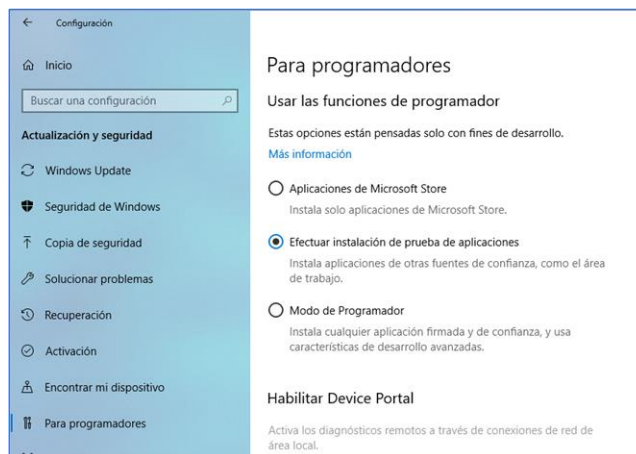 Configuración
Inicio
Buscar una configuración
Actualización y seguridad
Windows Update
Seguridad de Windows
Copia de seguridad
Solucionar problemas
Recuperación
Activación
Encontrar mi dispositivo
Para programadores
Para programadores
Usar las funciones de programador
Estas opciones están pensadas solo con fines de desarrollo.
Más información
Aplicaciones de Microsoft Store
Instala solo aplicaciones de Microsoft Store.
Efectuar instalación de prueba de aplicaciones
Instala aplicaciones de otras fuentes de confianza, como el área
de trabajo.
Modo de Programador
Instala cualquier aplicación firmada y de confianza, y usa
características de desarrollo avanzadas.
Habilitar Device Portal
Activa los diagnósticos remotos a través de conexiones de red de
área local.